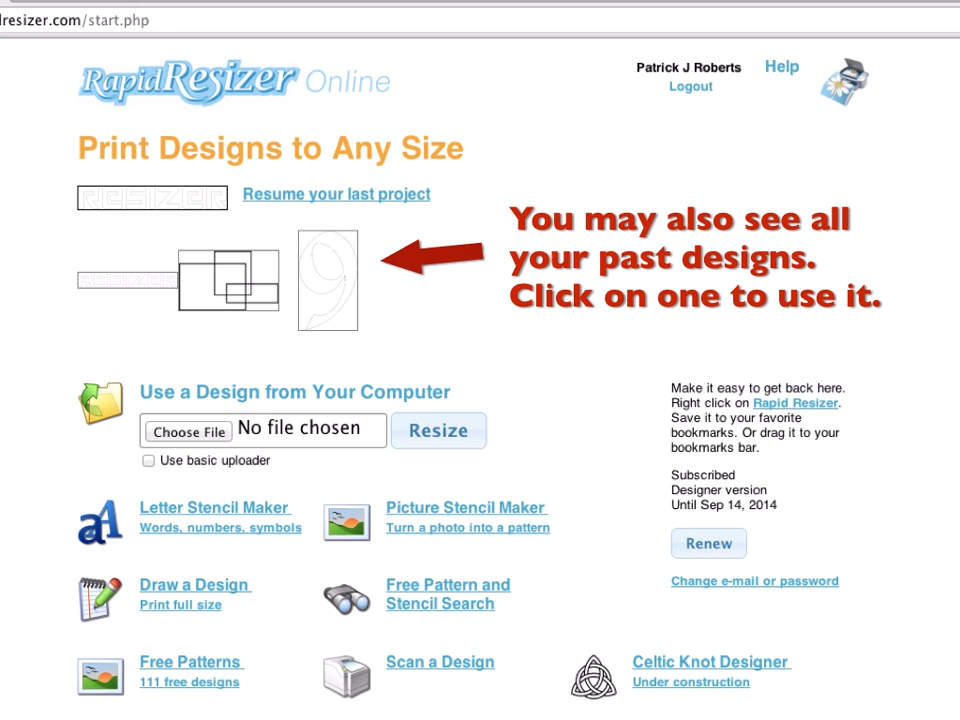 lresizer.com/start.php
RapidResizer Online
Patrick J Roberts
Help
Logout
Print Designs to Any Size
RESIZER
Resume your last project
You may also see all
your past designs.
Click on one to use it.
RESIZER
9
Use a Design from Your Computer
Choose File No file chosen
Resize
Use basic uploader
Make it easy to get back here.
Right click on Rapid Resizer.
Save it to your favorite
bookmarks. Or drag it to your
bookmarks bar.
Subscribed
Designer version
Until Sep 14, 2014
Renew
Change e-mail or password
Letter Stencil Maker
Words, numbers, symbols
Picture Stencil Maker
Turn a photo into a pattern
Draw a Design
Print full size
Free Pattern and
Stencil Search
Free Patterns
111 free designs
Scan a Design
Celtic Knot Designer
Under construction